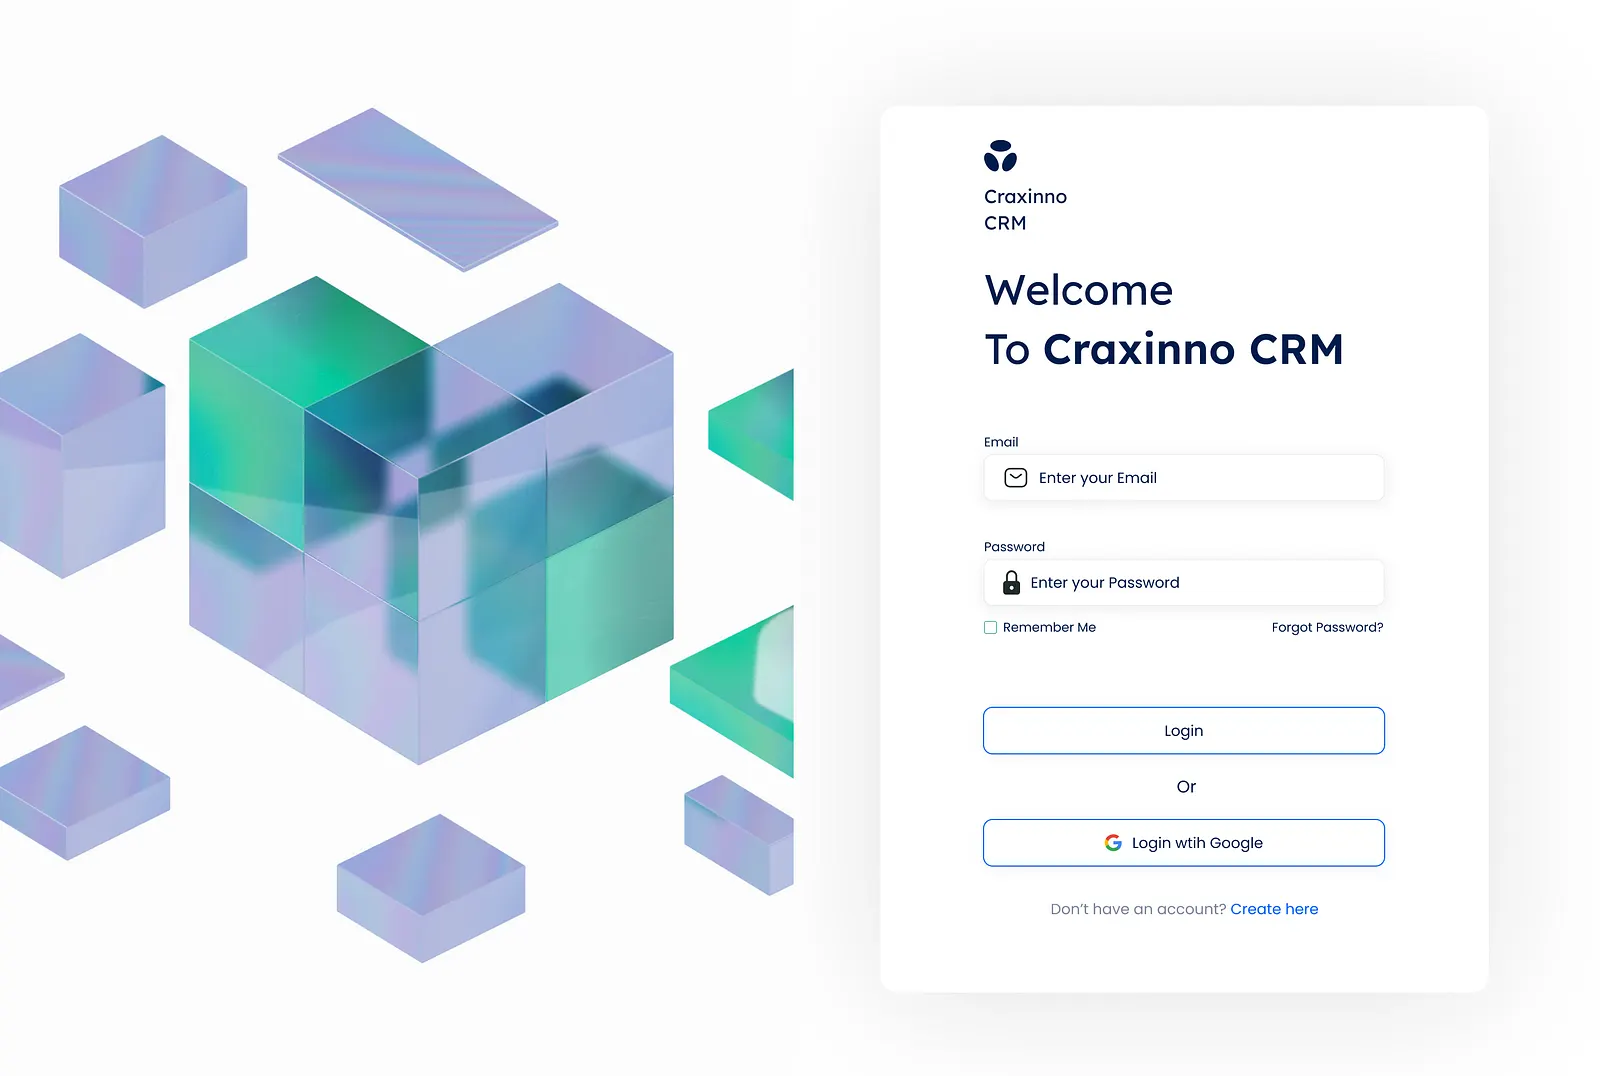 Craxinno
CRM
Welcome
To Craxinno CRM
Email
Enter your Email
Password
Enter your Password
Remember Me
Forgot Password?
Login
Or
Login wtih Google
Don’t have an account? Create here